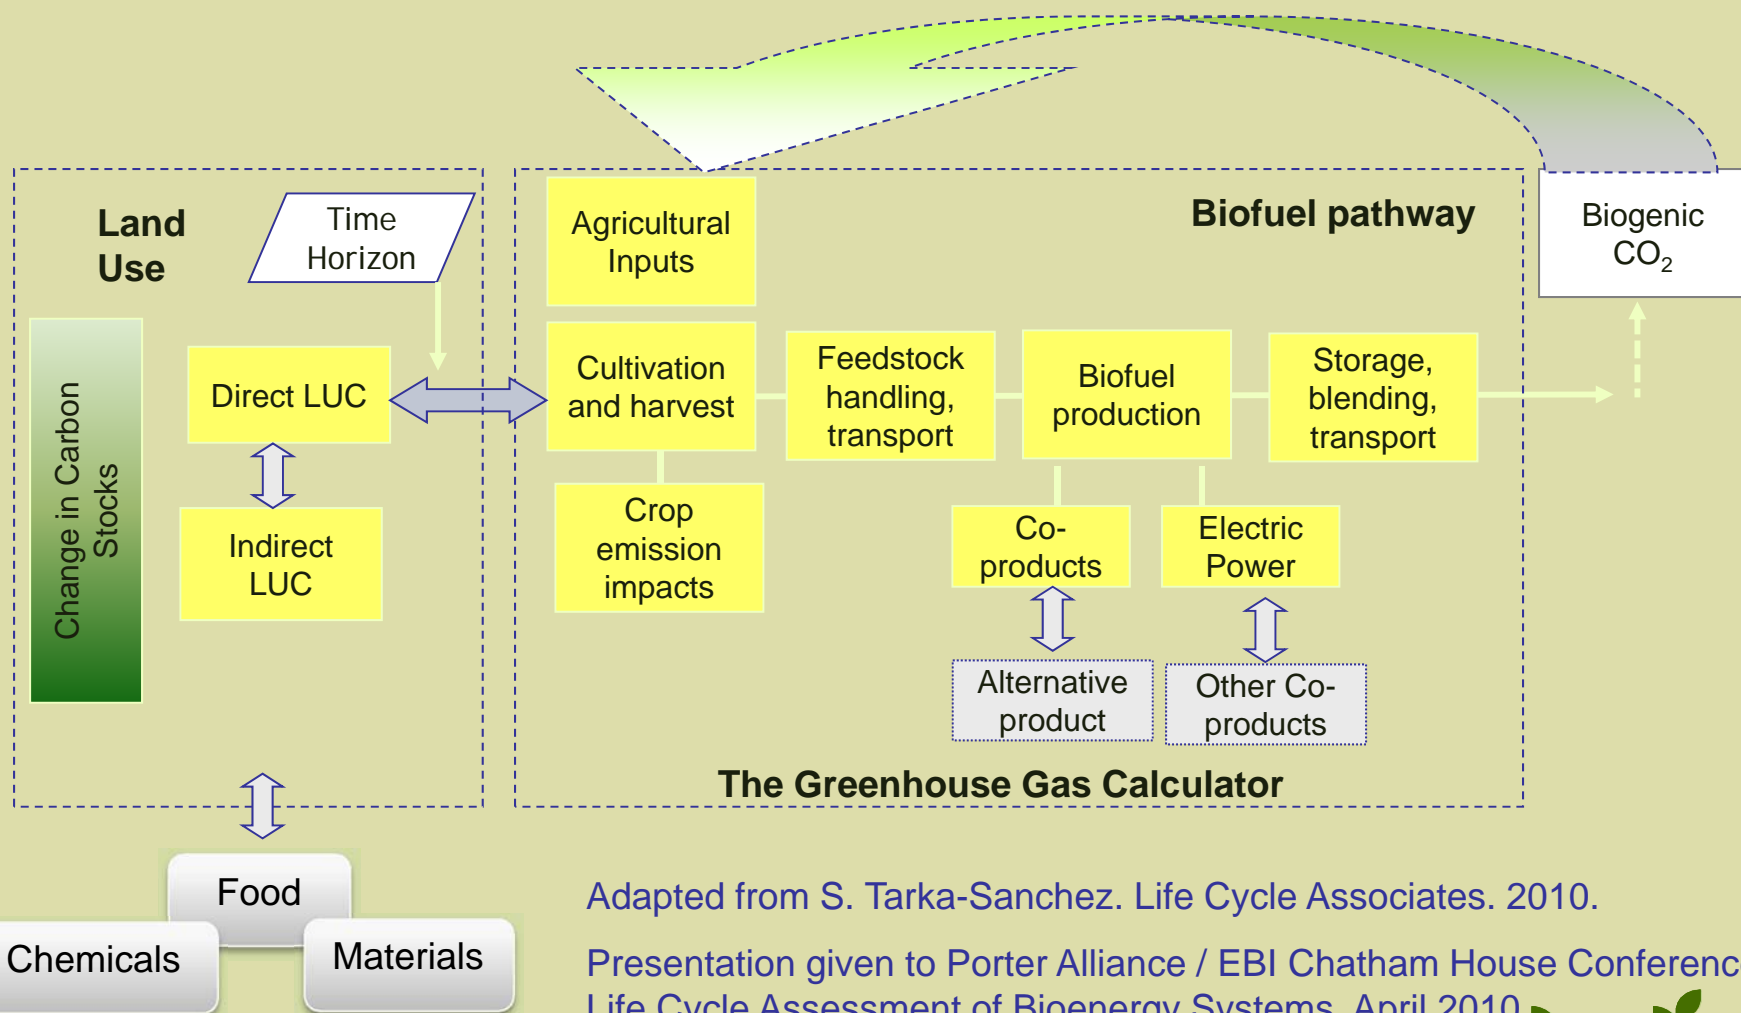 Land
Use
Time
Horizon
Change in Carbon
Stocks
Direct LUC
Indirect
LUC
Agricultural
Inputs
Biofuel pathway
Cultivation
and harvest
Feedstock
handling,
transport
Biofuel
production
Storage,
blending,
transport
Biogenic
CO₂
Crop
emission
impacts
Co-
products
Electric
Power
Alternative
product
Other Co-
products
The Greenhouse Gas Calculator
Food
Chemicals
Materials
Adapted from S. Tarka-Sanchez. Life Cycle Associates. 2010.
Presentation given to Porter Alliance / EBI Chatham House Conferenc
Life Cycle Assessment of Bioenergy Systems. April 2010